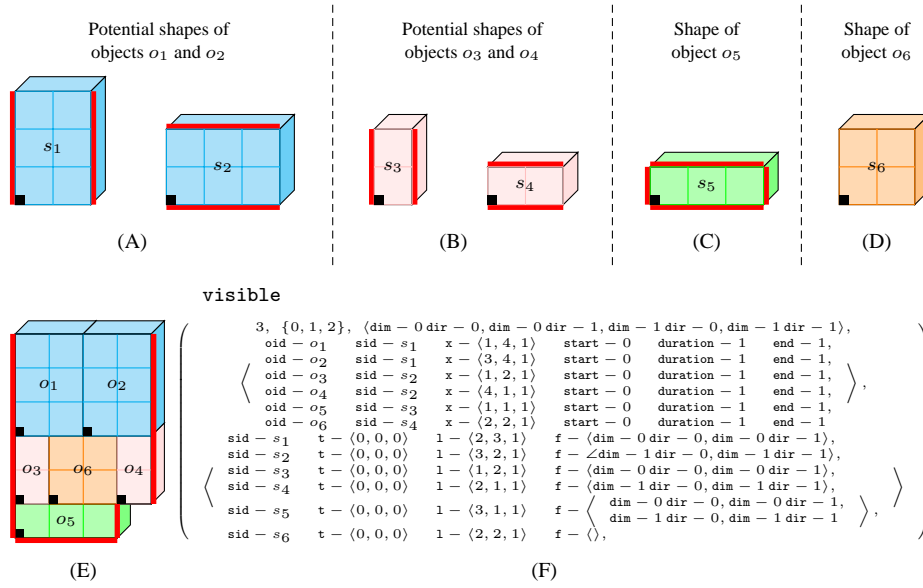 Potential shapes of
objects o₁ and o₂
Potential shapes of
objects o₃ and o₄
Shape of
object o₅
Shape of
object o₆
s₁
s₂
s₃
s₄
s₅
s₆
(A)
(B)
(C)
(D)
visible
3, {0, 1, 2}, ⟨dim − 0 dir − 0, dim − 0 dir − 1, dim − 1 dir − 0, dim − 1 dir − 1⟩,
oid − o₁ sid − s₁ x − ⟨1, 4, 1⟩ start − 0 duration − 1 end − 1,
oid − o₂ sid − s₁ x − ⟨3, 4, 1⟩ start − 0 duration − 1 end − 1,
oid − o₃ sid − s₂ x − ⟨1, 2, 1⟩ start − 0 duration − 1 end − 1,
oid − o₄ sid − s₂ x − ⟨4, 1, 1⟩ start − 0 duration − 1 end − 1,
oid − o₅ sid − s₃ x − ⟨1, 1, 1⟩ start − 0 duration − 1 end − 1,
oid − o₆ sid − s₄ x − ⟨2, 2, 1⟩ start − 0 duration − 1 end − 1,
sid − s₁ t − ⟨0, 0, 0⟩ l − ⟨2, 3, 1⟩ f − ⟨dim − 0 dir − 0, dim − 0 dir − 1⟩,
sid − s₂ t − ⟨0, 0, 0⟩ l − ⟨3, 2, 1⟩ f − ∠dim − 1 dir − 0, dim − 1 dir − 1⟩,
sid − s₃ t − ⟨0, 0, 0⟩ l − ⟨1, 2, 1⟩ f − ⟨dim − 0 dir − 0, dim − 0 dir − 1⟩,
sid − s₄ t − ⟨0, 0, 0⟩ l − ⟨2, 1, 1⟩ f − ⟨dim − 1 dir − 0, dim − 1 dir − 1⟩,
sid − s₅ t − ⟨0, 0, 0⟩ l − ⟨3, 1, 1⟩ f − ⟨ dim − 0 dir − 0, dim − 0 dir − 1,
dim − 1 dir − 0, dim − 1 dir − 1 ⟩,
sid − s₆ t − ⟨0, 0, 0⟩ l − ⟨2, 2, 1⟩ f − ⟨⟩,
o₁
o₂
o₃
o₆
o₄
o₅
(E)
(F)